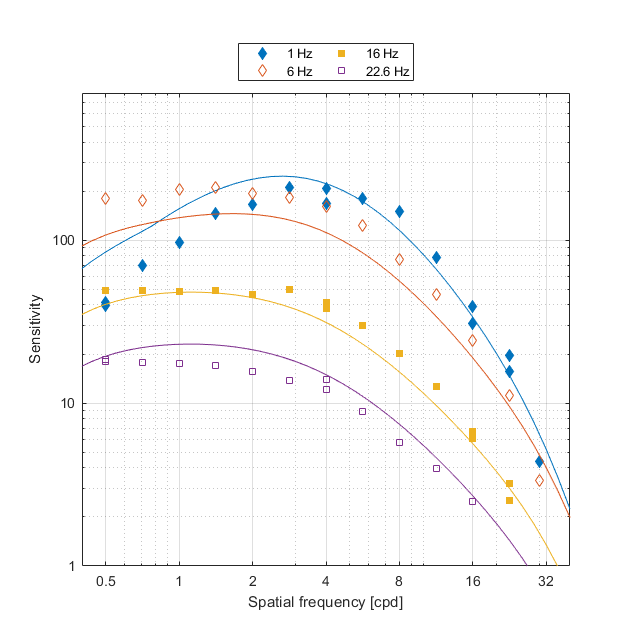 1 Hz 16 Hz
6 Hz 22.6 Hz
Sensitivity
100
10
1
0.5 1 2 4 8 16 32
Spatial frequency [cpd]